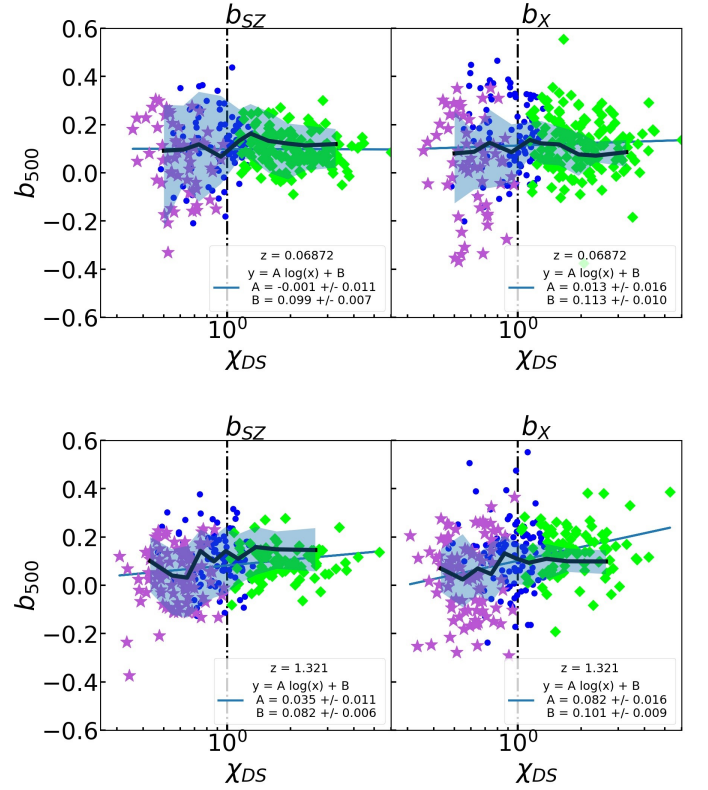 b_SZ b_X
0.6
0.4
0.2
0.0
−0.2
−0.4
−0.6
b_500
z = 0.06872
y = A log(x) + B
A = -0.001 +/- 0.011
B = 0.099 +/- 0.007
z = 0.06872
y = A log(x) + B
A = 0.013 +/- 0.016
B = 0.113 +/- 0.010
10^0 10^0
χ_DS χ_DS
b_SZ b_X
0.6
0.4
0.2
0.0
−0.2
−0.4
−0.6
b_500
z = 1.321
y = A log(x) + B
A = 0.035 +/- 0.011
B = 0.082 +/- 0.006
z = 1.321
y = A log(x) + B
A = 0.082 +/- 0.016
B = 0.101 +/- 0.009
10^0 10^0
χ_DS χ_DS